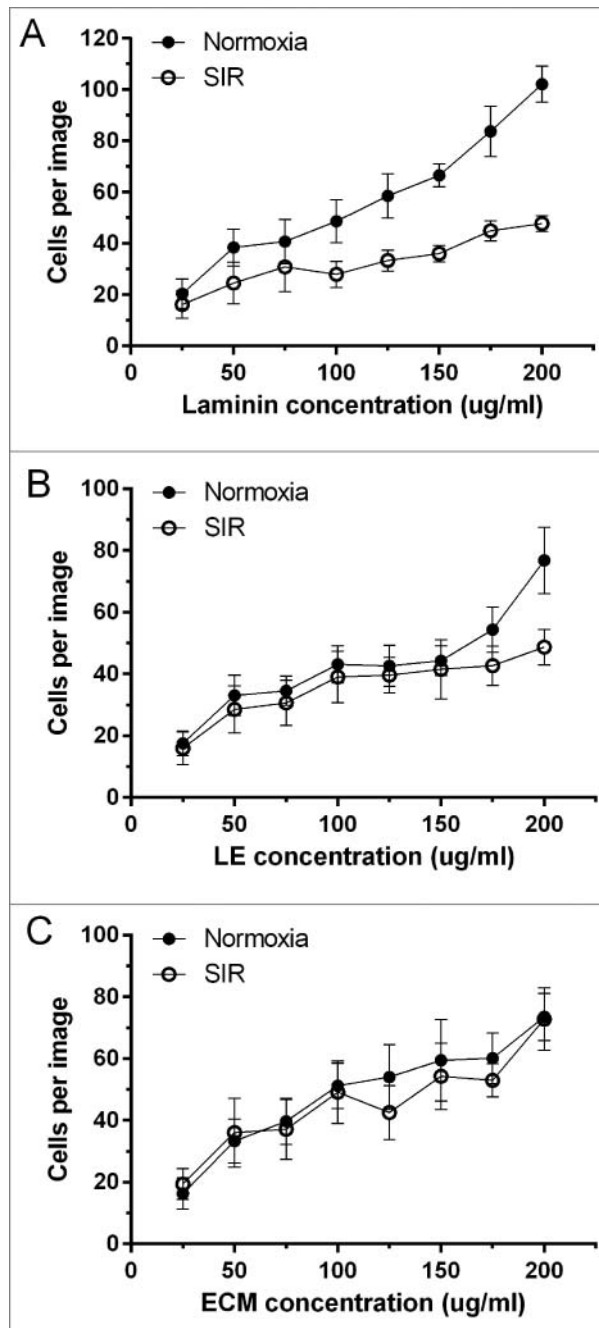 A
Normoxia
SIR
120
100
80
60
40
20
0
Cells per image
0 50 100 150 200
Laminin concentration (ug/ml)
B
Normoxia
SIR
100
80
60
40
20
0
Cells per image
0 50 100 150 200
LE concentration (ug/ml)
C
Normoxia
SIR
100
80
60
40
20
0
Cells per image
0 50 100 150 200
ECM concentration (ug/ml)